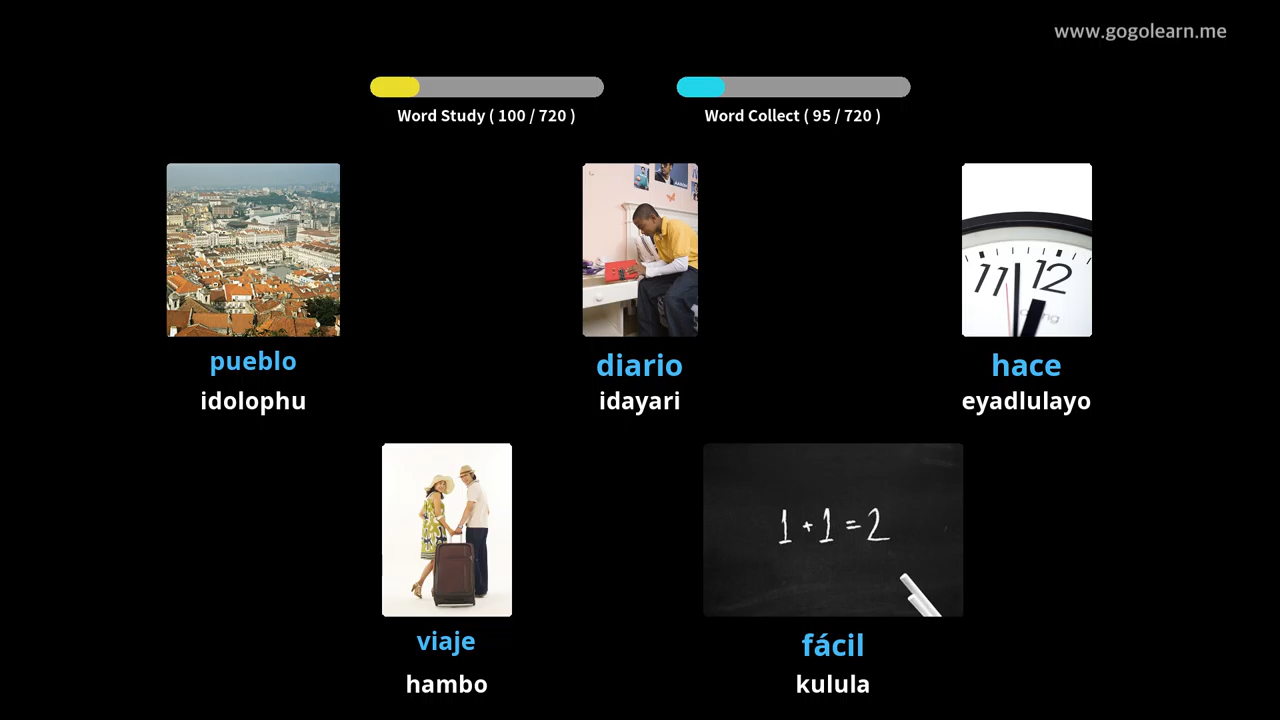 www.gogolearn.me
Word Study ( 100 / 720 )
Word Collect ( 95 / 720 )
pueblo
idolophu
diario
idayari
11 12
hace
eyadlulayo
viaje
hambo
1 + 1 = 2
fácil
kulula